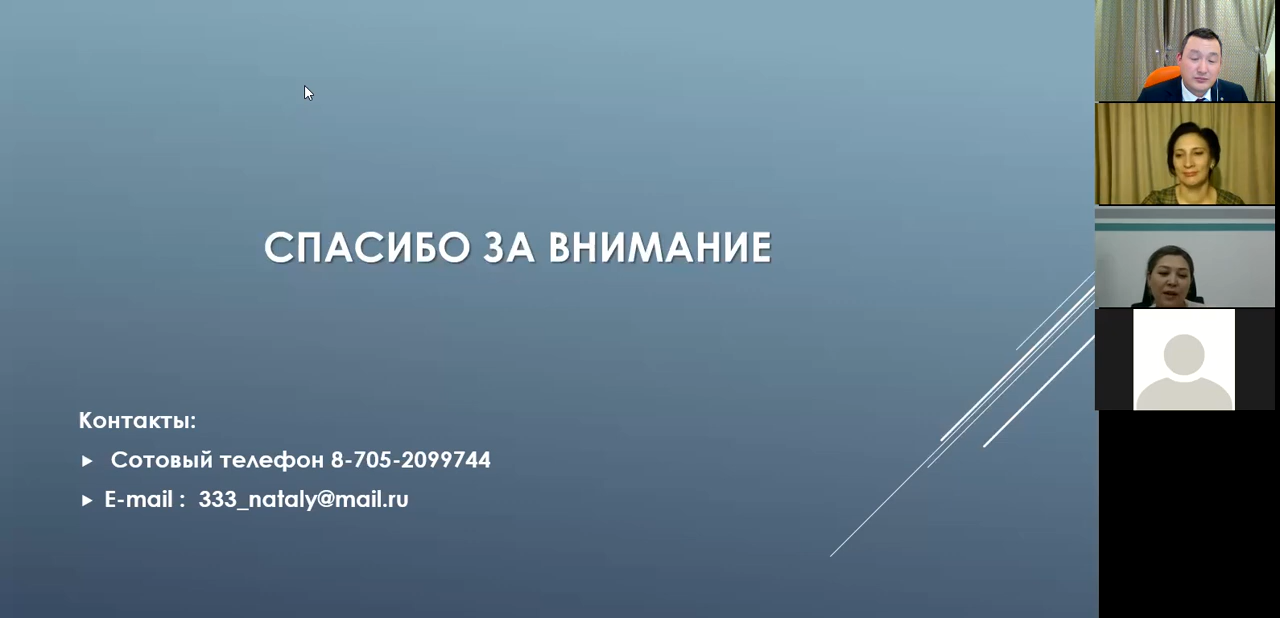 СПАСИБО ЗА ВНИМАНИЕ
Контакты:
Сотовый телефон 8-705-2099744
E-mail : 333_nataly@mail.ru